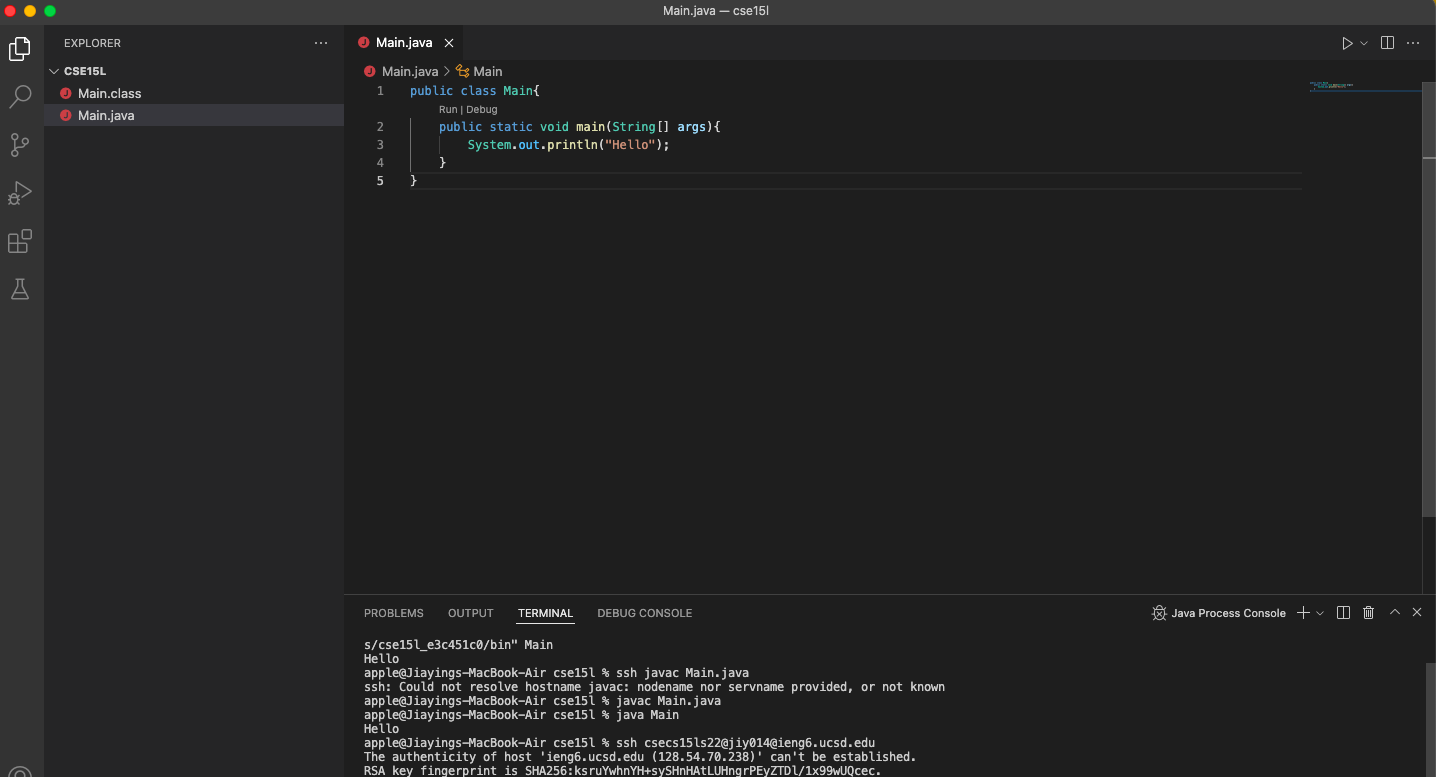 Main.java — cse15l
EXPLORER
CSE15L
Main.class
Main.java
Main.java
Main.java > Main
1 public class Main{
Run | Debug
2 public static void main(String[] args){
3 System.out.println("Hello");
4 }
5 }
PROBLEMS OUTPUT TERMINAL DEBUG CONSOLE
Java Process Console
s/cse15l_e3c451c0/bin" Main
Hello
apple@Jiayings-MacBook-Air cse15l % ssh javac Main.java
ssh: Could not resolve hostname javac: nodename nor servname provided, or not known
apple@Jiayings-MacBook-Air cse15l % javac Main.java
apple@Jiayings-MacBook-Air cse15l % java Main
Hello
apple@Jiayings-MacBook-Air cse15l % ssh csecs15ls22@jiy014@ieng6.ucsd.edu
The authenticity of host 'ieng6.ucsd.edu (128.54.70.238)' can't be established.
RSA key fingerprint is SHA256:ksruYwhnYH+sySHnHAtLUHngrPEyZTDl/1x99wUQcec.